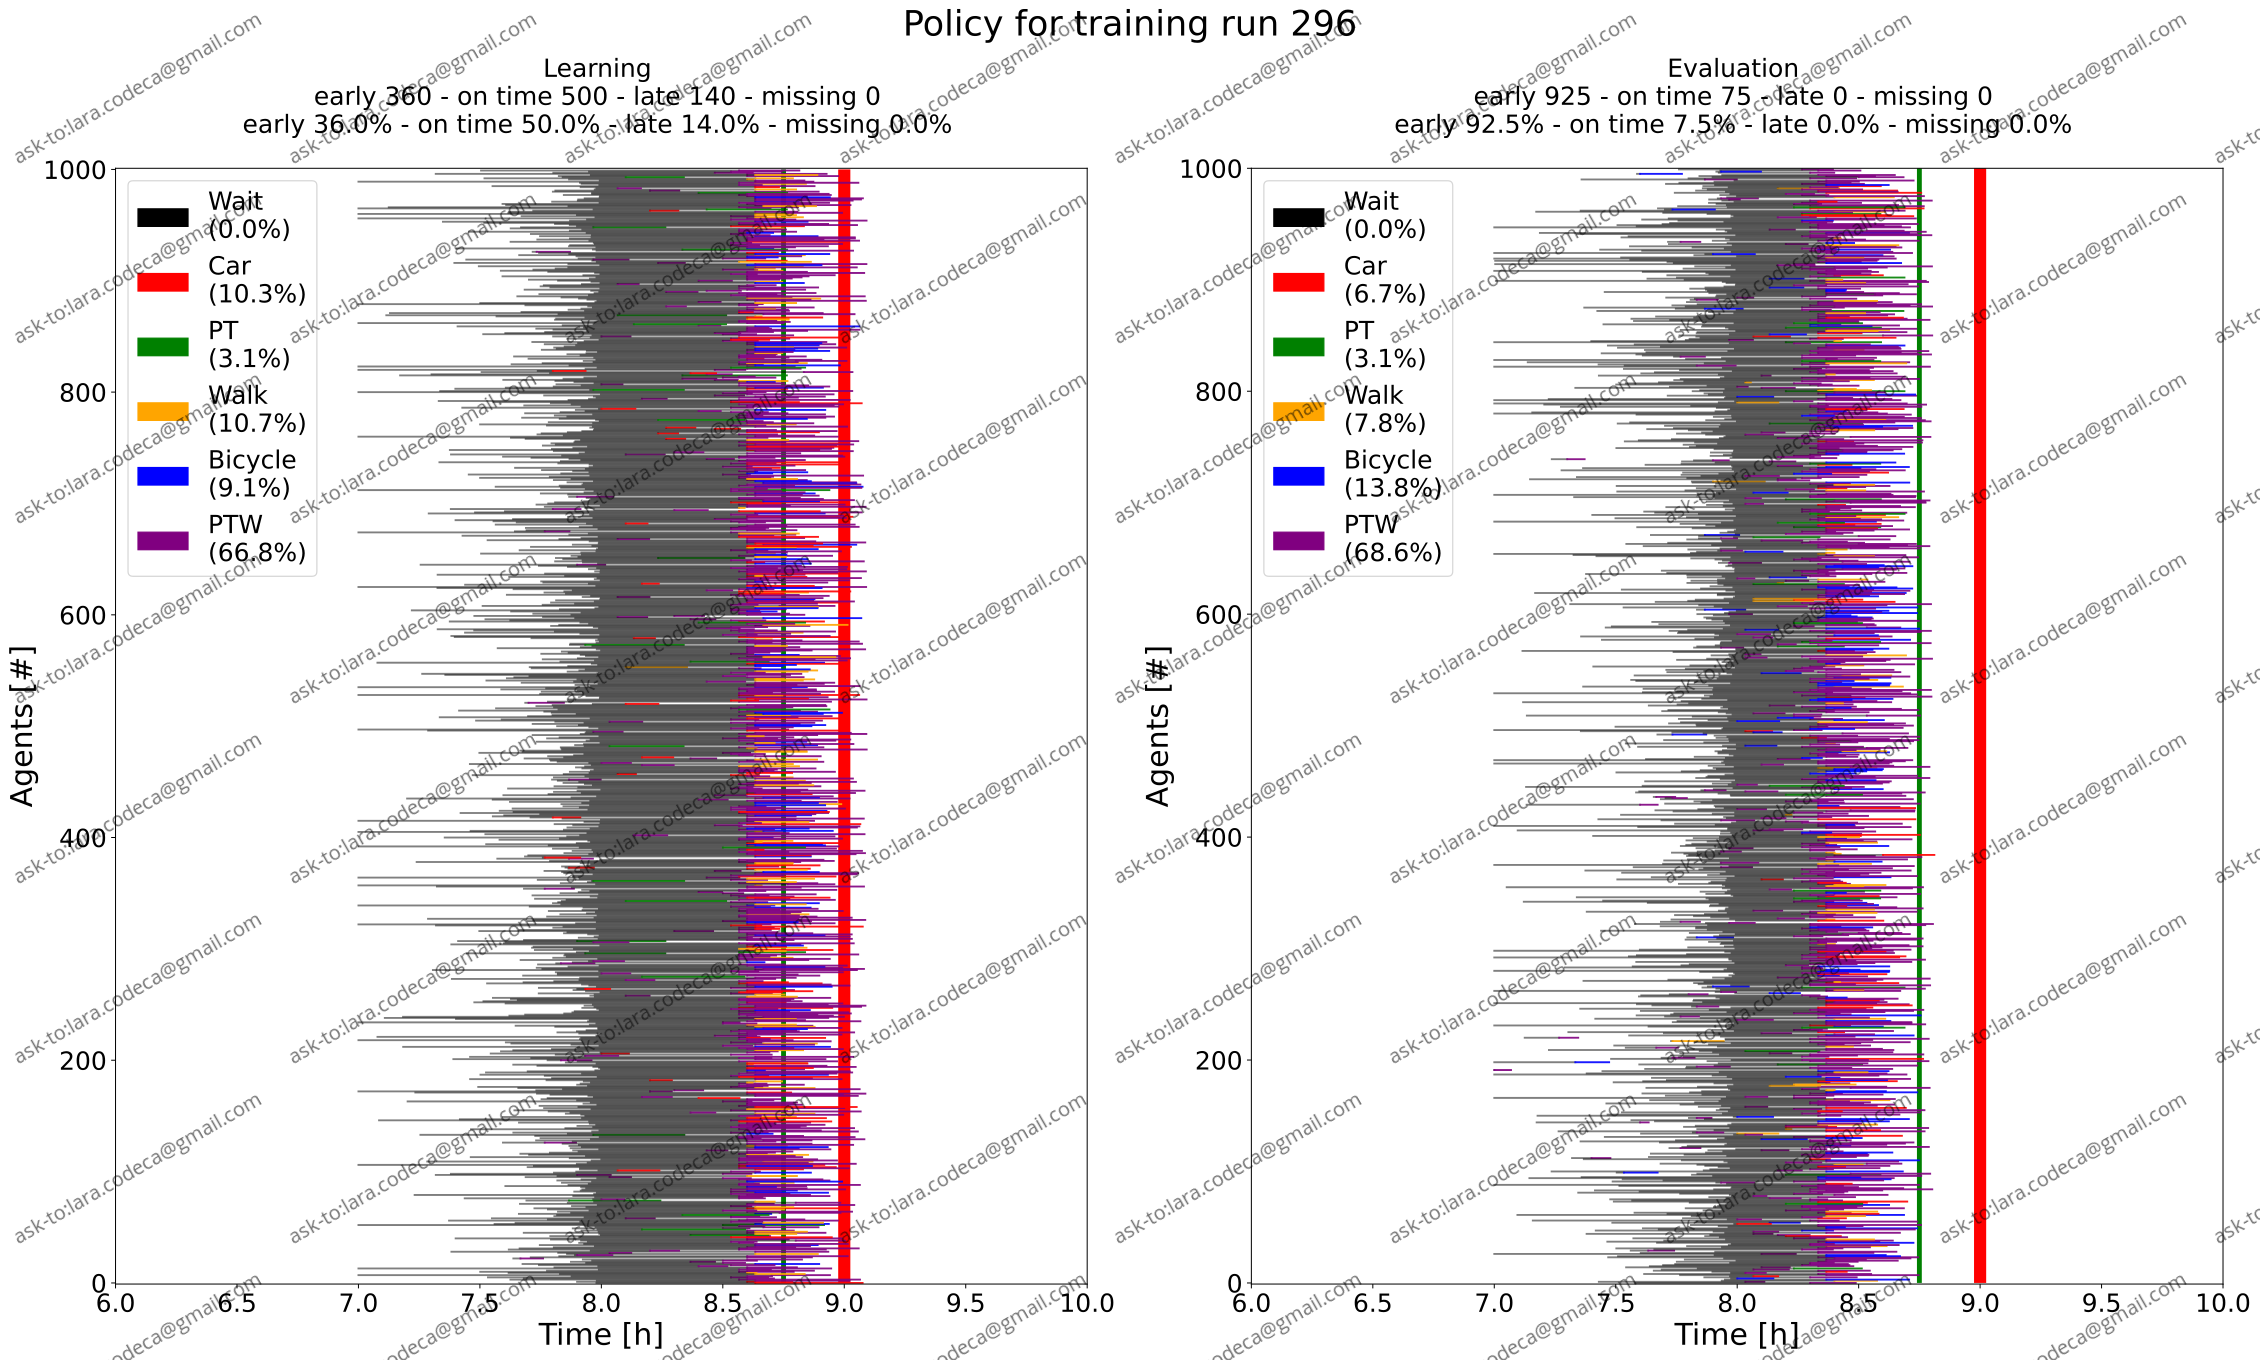 Policy for training run 296
Learning
early 360 - on time 500 - late 140 - missing 0
early 36.0% - on time 50.0% - late 14.0% - missing 0.0%
Wait
(0.0%)
Car
(10.3%)
PT
(3.1%)
Walk
(10.7%)
Bicycle
(9.1%)
PTW
(66.8%)
Agents [#]
1000
800
600
400
200
0
6.0 6.5 7.0 7.5 8.0 8.5 9.0 9.5 10.0
Time [h]
Evaluation
early 925 - on time 75 - late 0 - missing 0
early 92.5% - on time 7.5% - late 0.0% - missing 0.0%
Wait
(0.0%)
Car
(6.7%)
PT
(3.1%)
Walk
(7.8%)
Bicycle
(13.8%)
PTW
(68.6%)
Agents [#]
1000
800
600
400
200
0
6.0 6.5 7.0 7.5 8.0 8.5 9.0 9.5 10.0
Time [h]
ask-to:lara.codeca@gmail.com